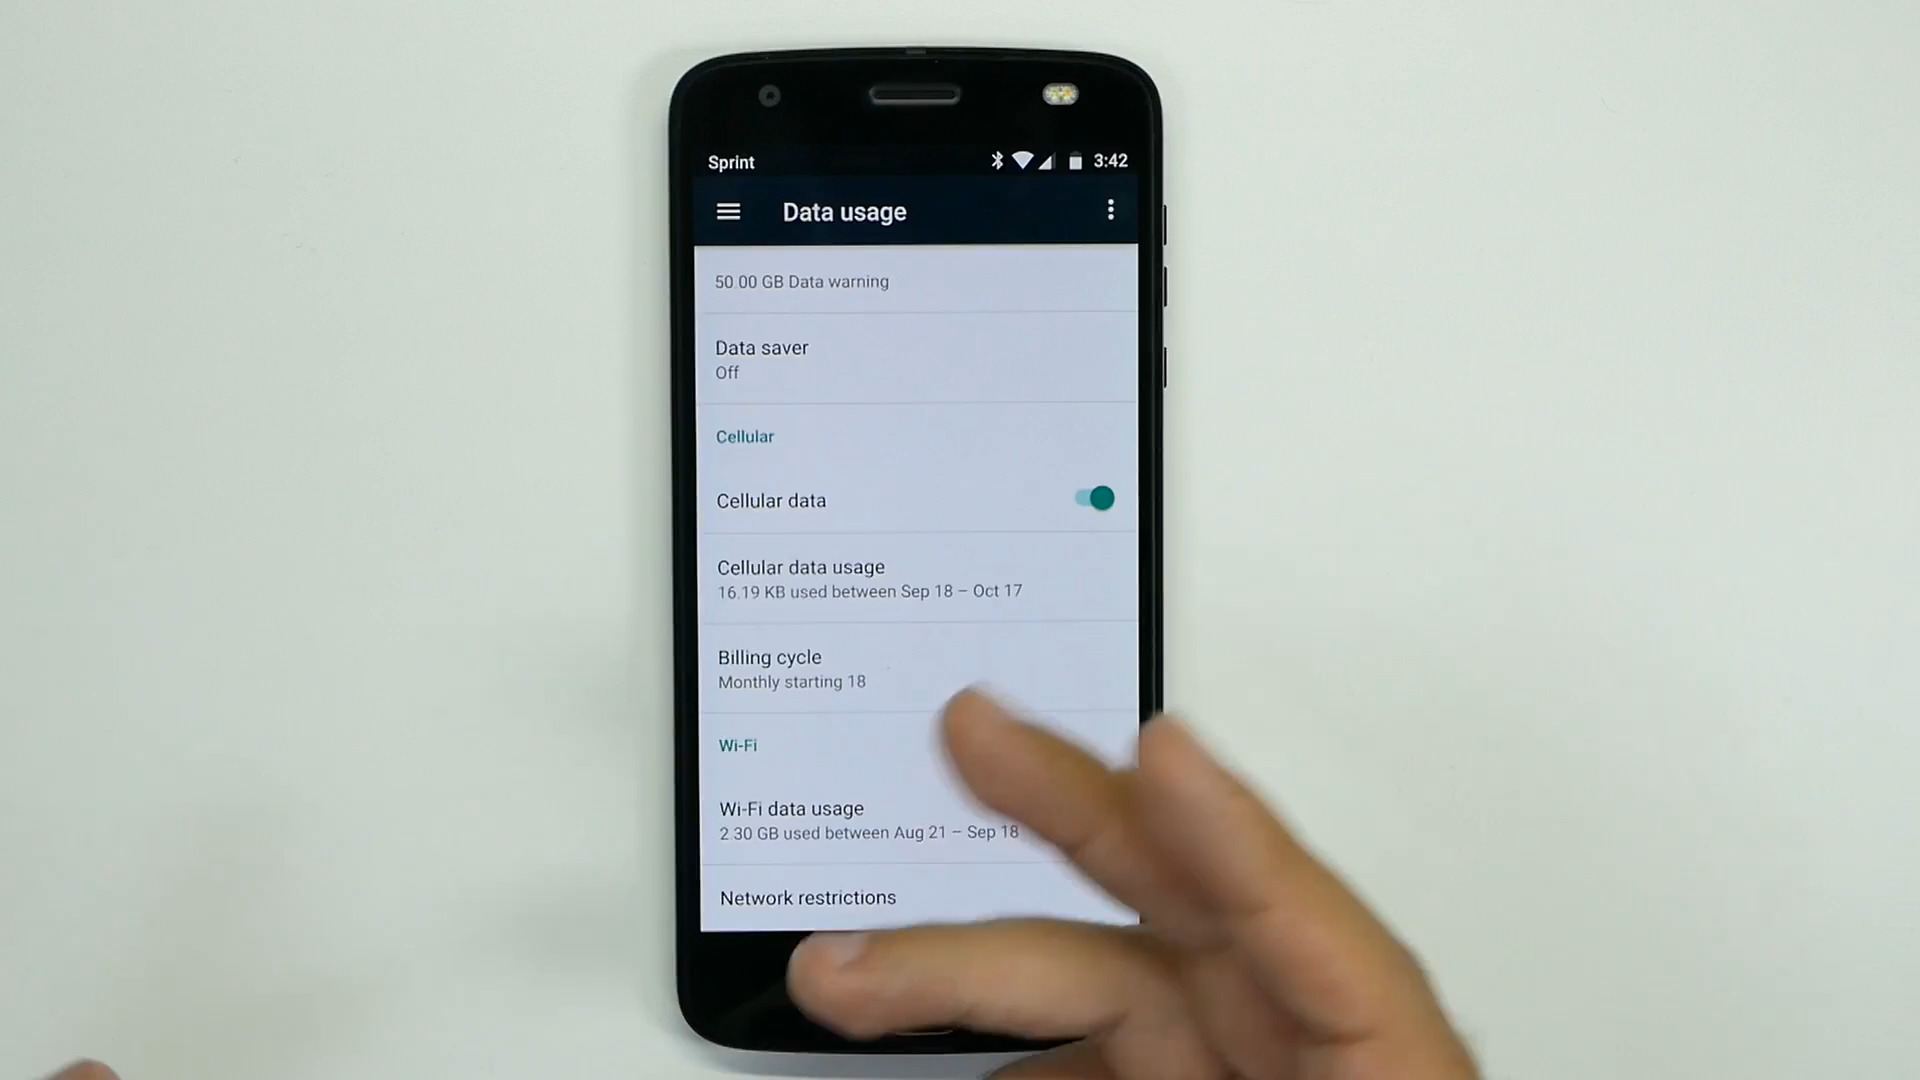 Sprint 3:42
Data usage
50.00 GB Data warning
Data saver
Off
Cellular
Cellular data
Cellular data usage
16.19 KB used between Sep 18 – Oct 17
Billing cycle
Monthly starting 18
Wi-Fi
Wi-Fi data usage
2.30 GB used between Aug 21 – Sep 18
Network restrictions